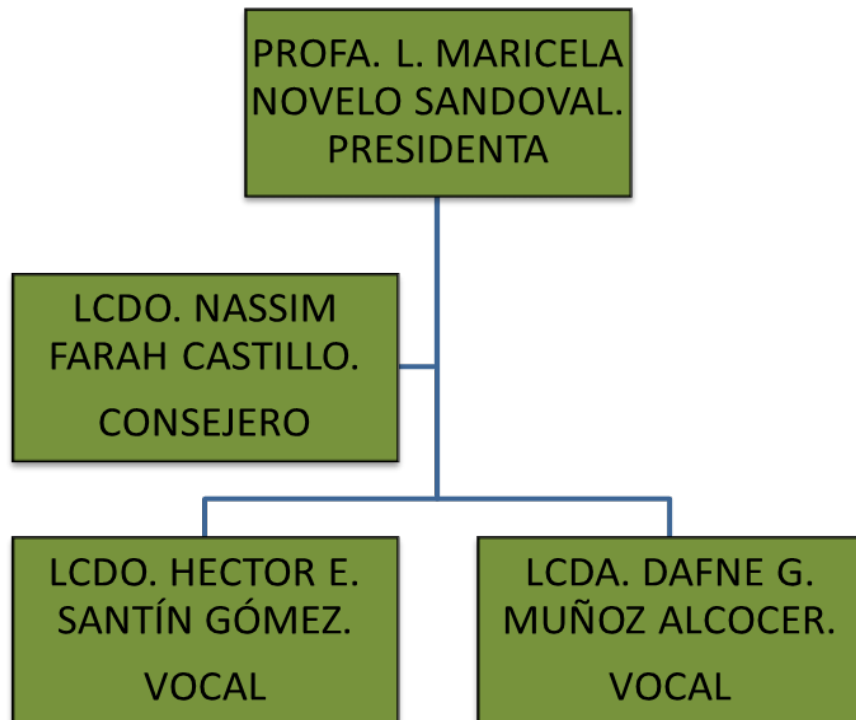 PROFA. L. MARICELA
NOVELO SANDOVAL.
PRESIDENTA
LCDO. NASSIM
FARAH CASTILLO.
CONSEJERO
LCDO. HECTOR E.
SANTÍN GÓMEZ.
VOCAL
LCDA. DAFNE G.
MUÑOZ ALCOCER.
VOCAL